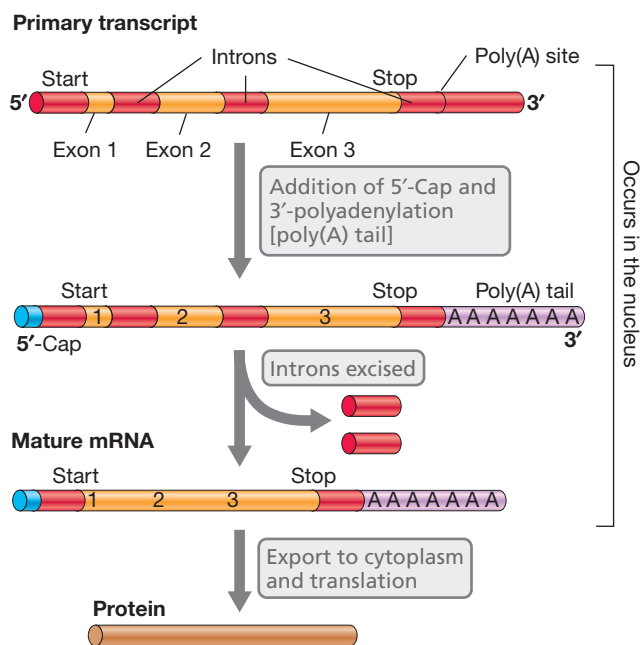 Primary transcript
Start
Introns
Stop
Poly(A) site
5′
3′
Exon 1
Exon 2
Exon 3
Addition of 5′-Cap and
3′-polyadenylation
[poly(A) tail]
Occurs in the nucleus
Start
Stop
Poly(A) tail
1
2
3
A A A A A A A
5′-Cap
3′
Introns excised
Mature mRNA
Start
Stop
1
2
3
A A A A A A A
Export to cytoplasm
and translation
Protein